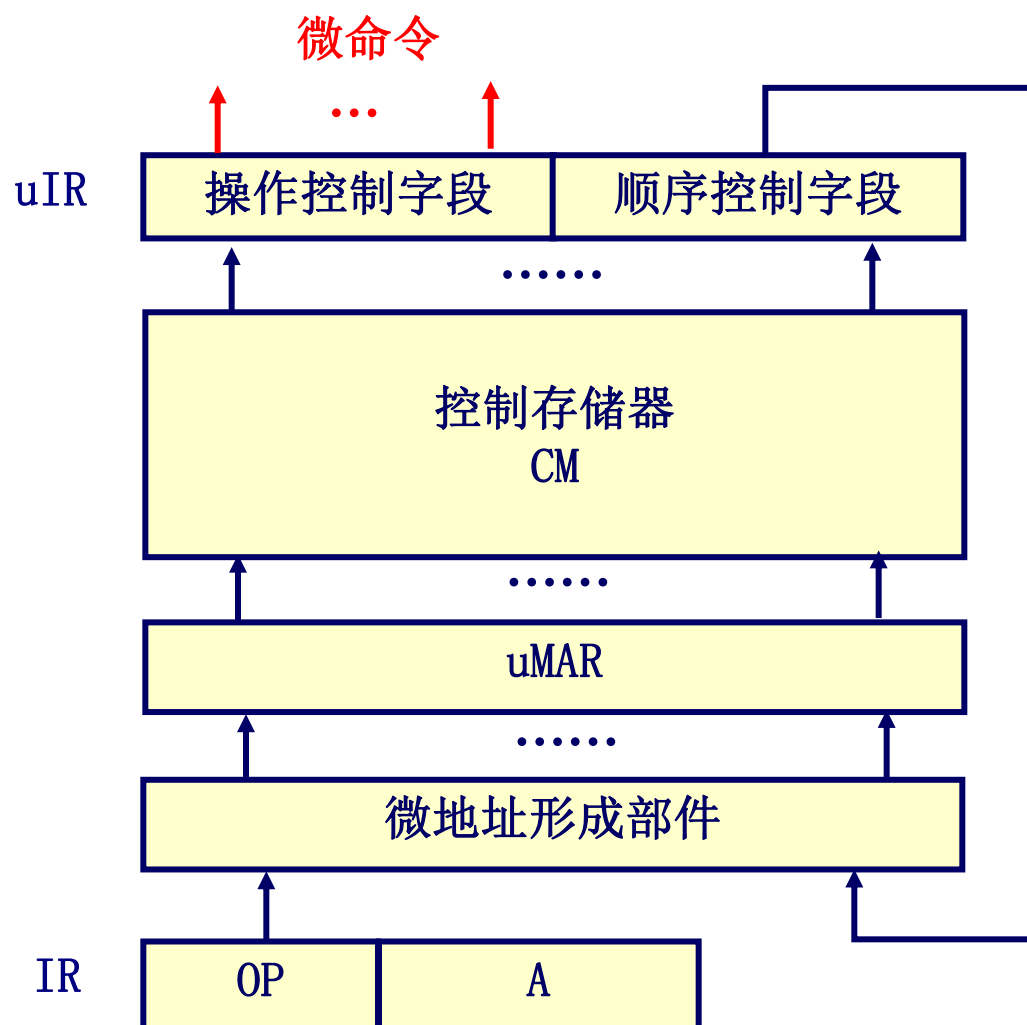 微命令
...
uIR 操作控制字段 顺序控制字段
......
控制存储器
CM
......
uMAR
......
微地址形成部件
IR OP A